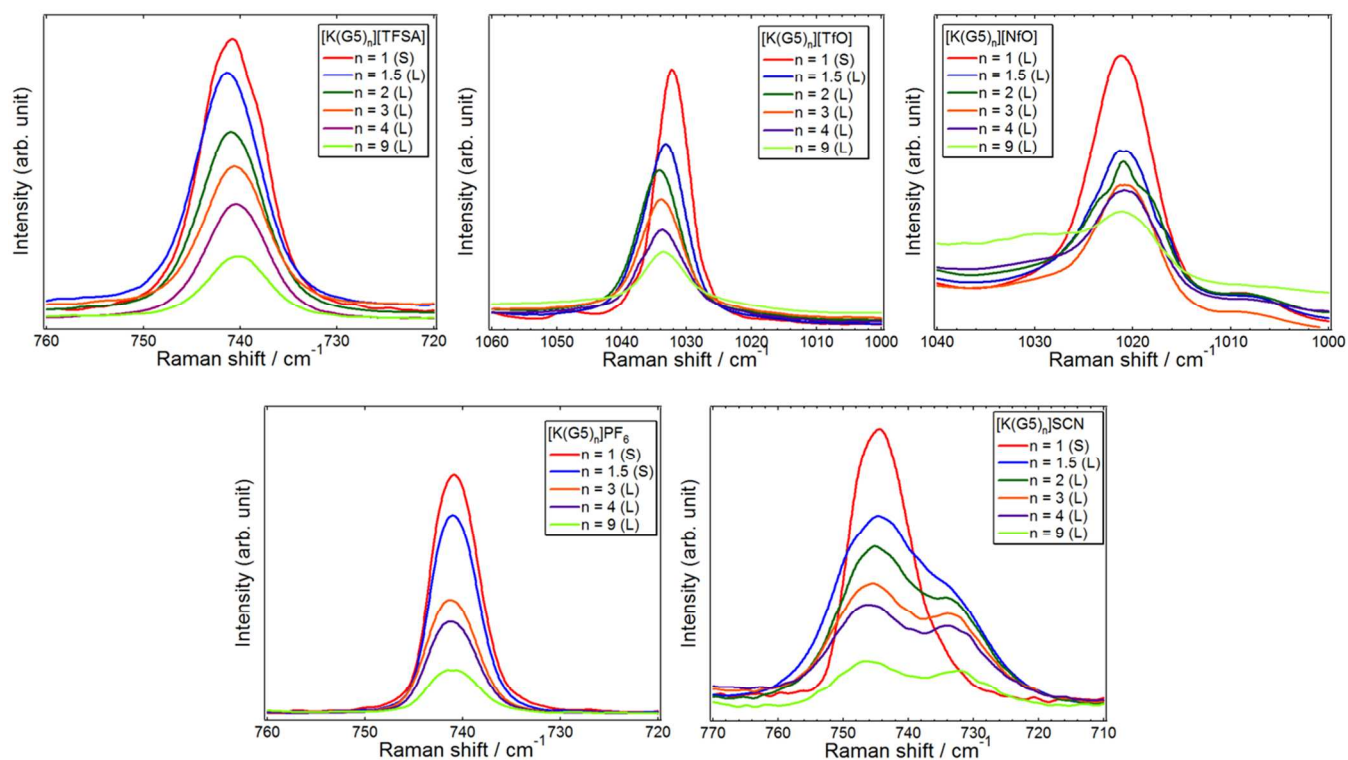 [K(G5)n][TFSA]
n = 1 (S)
n = 1.5 (L)
n = 2 (L)
n = 3 (L)
n = 4 (L)
n = 9 (L)
Intensity (arb. unit)
760 750 740 730 720
Raman shift / cm-1
[K(G5)n][TfO]
n = 1 (S)
n = 1.5 (L)
n = 2 (L)
n = 3 (L)
n = 4 (L)
n = 9 (L)
Intensity (arb. unit)
1060 1050 1040 1030 1020 1010 1000
Raman shift / cm-1
[K(G5)n][NfO]
n = 1 (L)
n = 1.5 (L)
n = 2 (L)
n = 3 (L)
n = 4 (L)
n = 9 (L)
Intensity (arb. unit)
1040 1030 1020 1010 1000
Raman shift / cm-1
[K(G5)n]PF6
n = 1 (S)
n = 1.5 (S)
n = 3 (L)
n = 4 (L)
n = 9 (L)
Intensity (arb. unit)
760 750 740 730 720
Raman shift / cm-1
[K(G5)n]SCN
n = 1 (S)
n = 1.5 (L)
n = 2 (L)
n = 3 (L)
n = 4 (L)
n = 9 (L)
Intensity (arb. unit)
770 760 750 740 730 720 710
Raman shift / cm-1